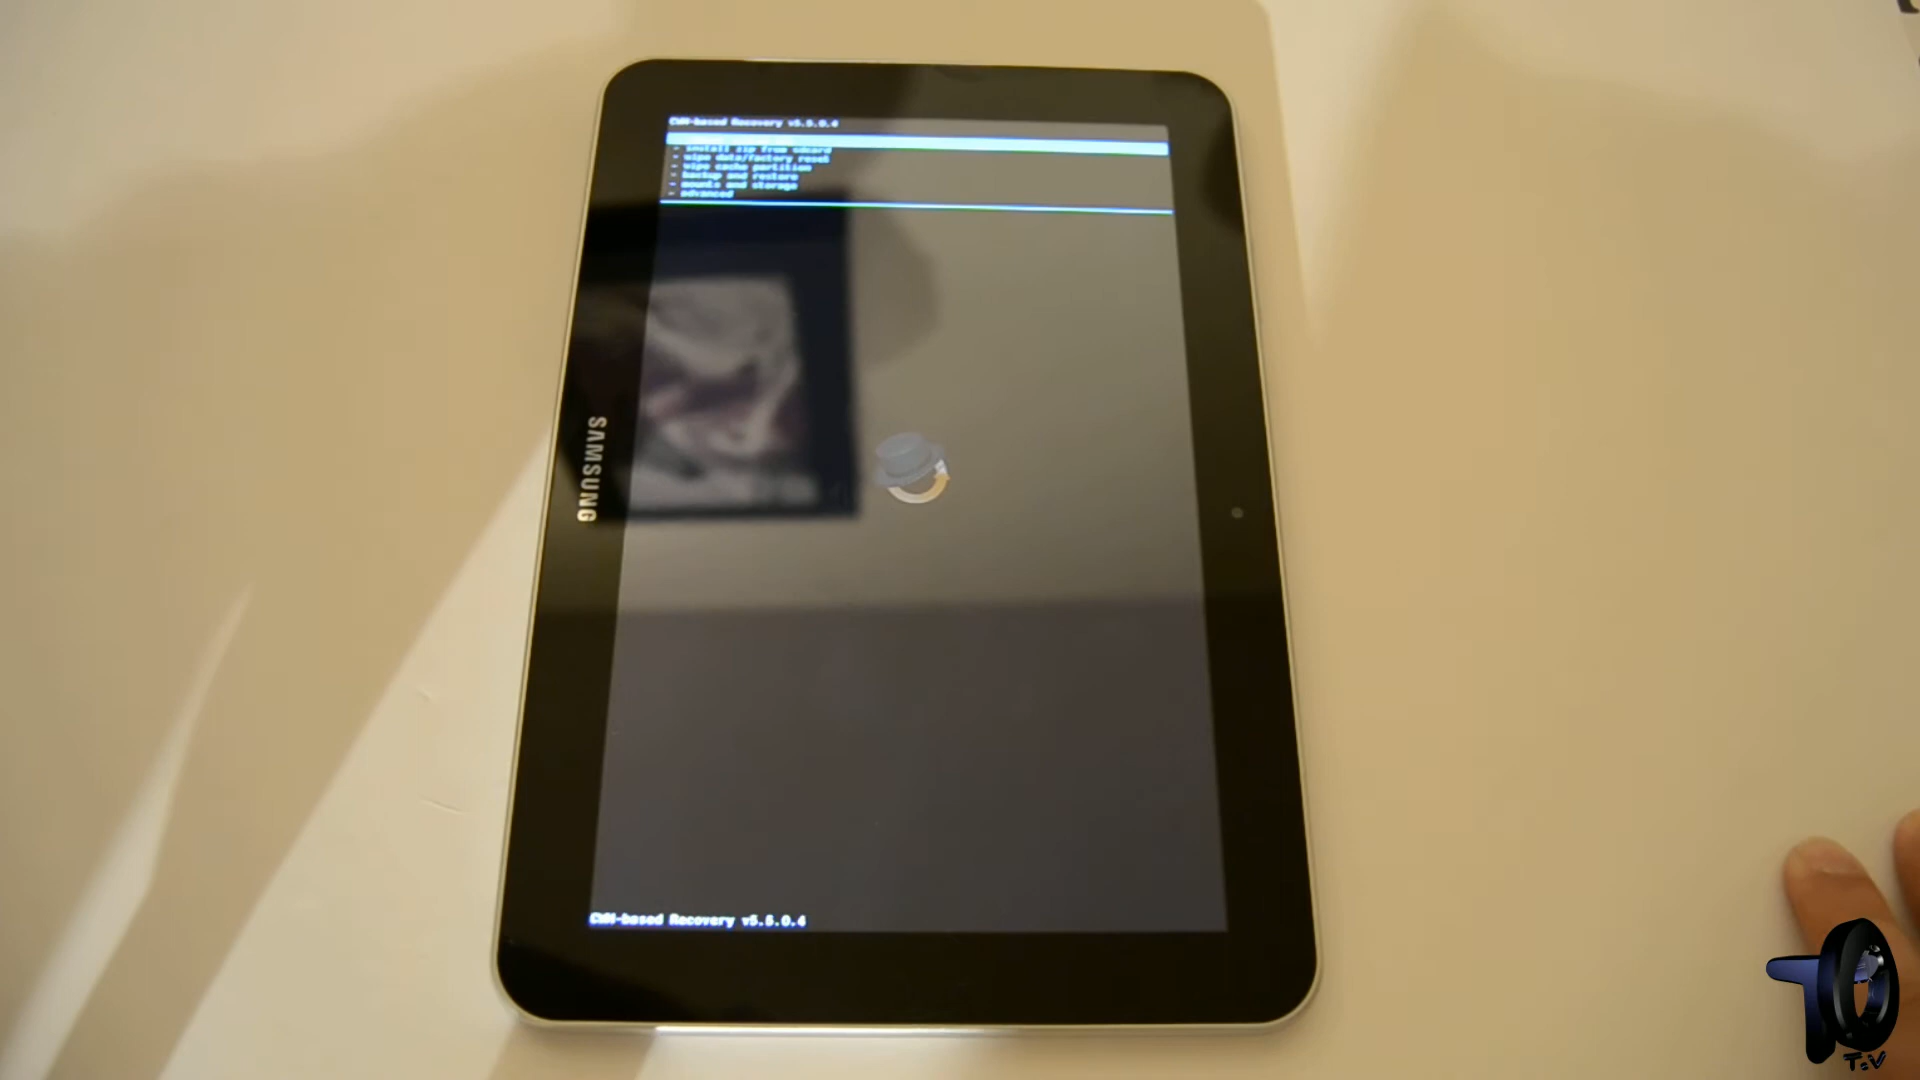 CWM-based Recovery v5.5.0.4
- install zip from sdcard
- wipe data/factory reset
- wipe cache partition
- backup and restore
- mounts and storage
- advanced
SAMSUNG
CWM-based Recovery v5.5.0.4
T.V